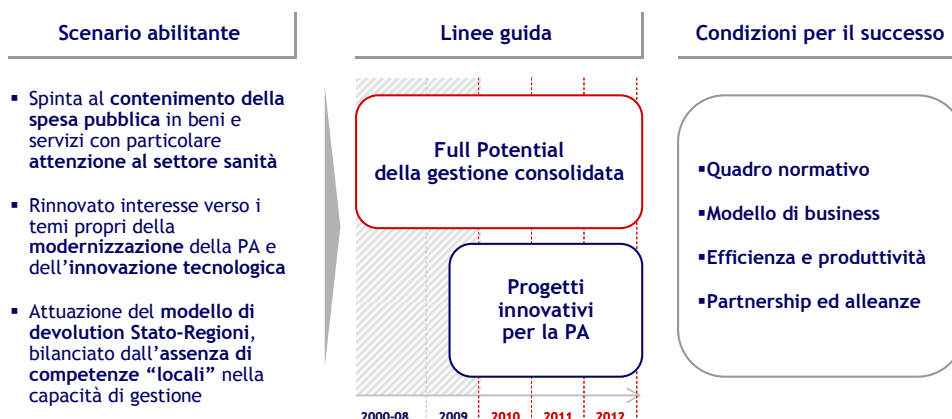 Scenario abilitante
Linee guida
Condizioni per il successo
▪ Spinta al contenimento della
spesa pubblica in beni e
servizi con particolare
attenzione al settore sanità
▪ Rinnovato interesse verso i
temi propri della
modernizzazione della PA e
dell'innovazione tecnologica
▪ Attuazione del modello di
devolution Stato-Regioni,
bilanciato dall'assenza di
competenze “locali” nella
capacità di gestione
Full Potential
della gestione consolidata
Progetti
innovativi
per la PA
2000-08 2009 2010 2011 2012
▪Quadro normativo
▪Modello di business
▪Efficienza e produttività
▪Partnership ed alleanze